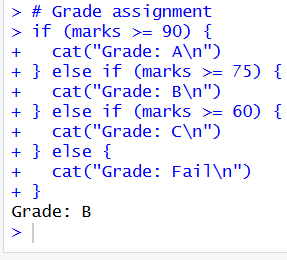 > # Grade assignment
> if (marks >= 90) {
+   cat("Grade: A\n")
+ } else if (marks >= 75) {
+   cat("Grade: B\n")
+ } else if (marks >= 60) {
+   cat("Grade: C\n")
+ } else {
+   cat("Grade: Fail\n")
+ }
Grade: B
>